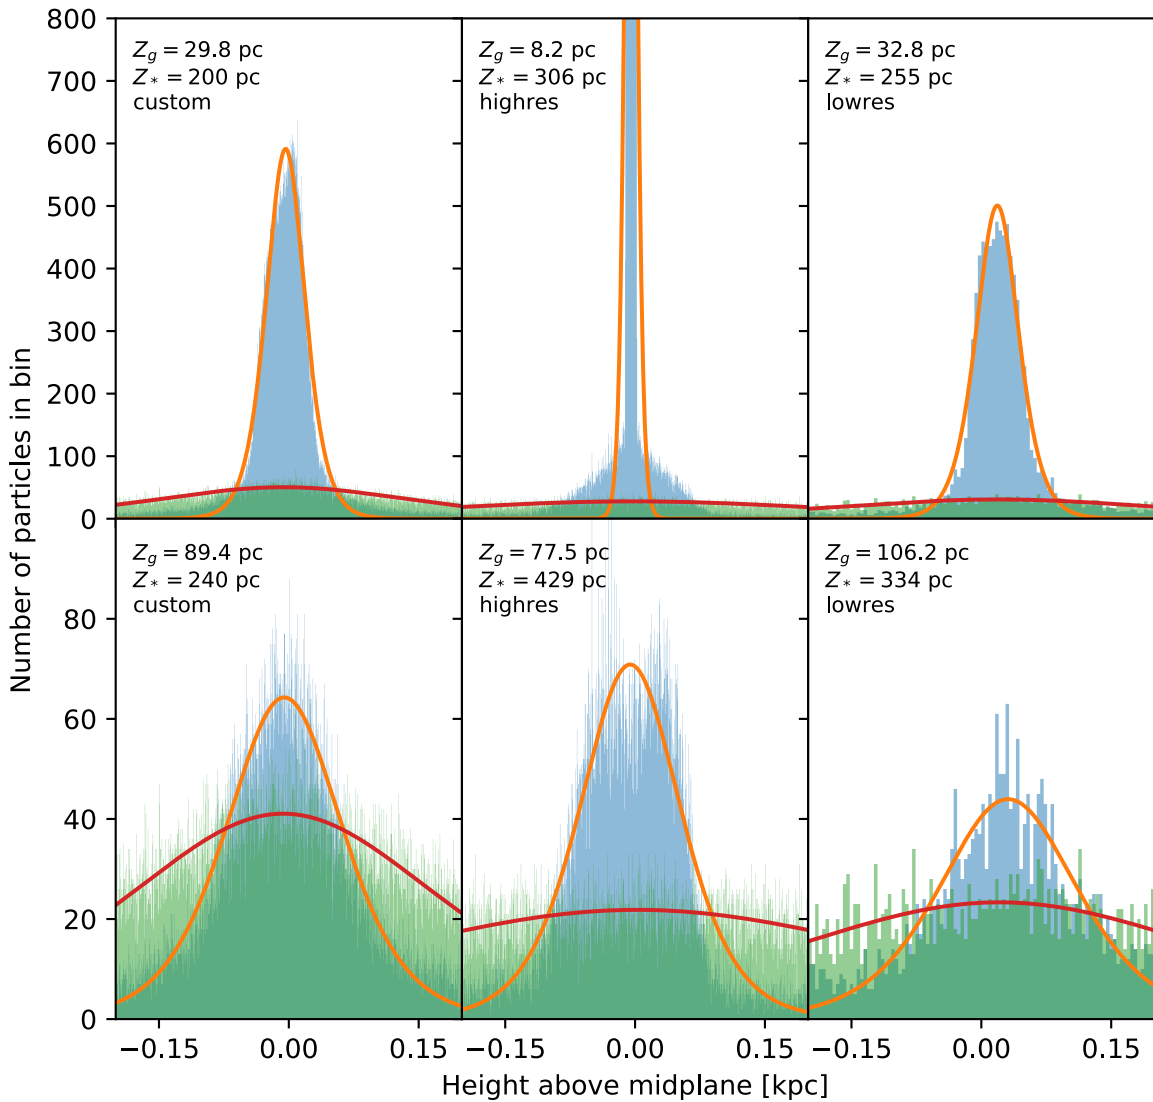 800
700
600
500
400
300
200
100
0
Z_g = 29.8 pc
Z_* = 200 pc
custom
Z_g = 8.2 pc
Z_* = 306 pc
highres
Z_g = 32.8 pc
Z_* = 255 pc
lowres
Number of particles in bin
80
60
40
20
0
Z_g = 89.4 pc
Z_* = 240 pc
custom
Z_g = 77.5 pc
Z_* = 429 pc
highres
Z_g = 106.2 pc
Z_* = 334 pc
lowres
−0.15 0.00 0.15 −0.15 0.00 0.15 −0.15 0.00 0.15
Height above midplane [kpc]